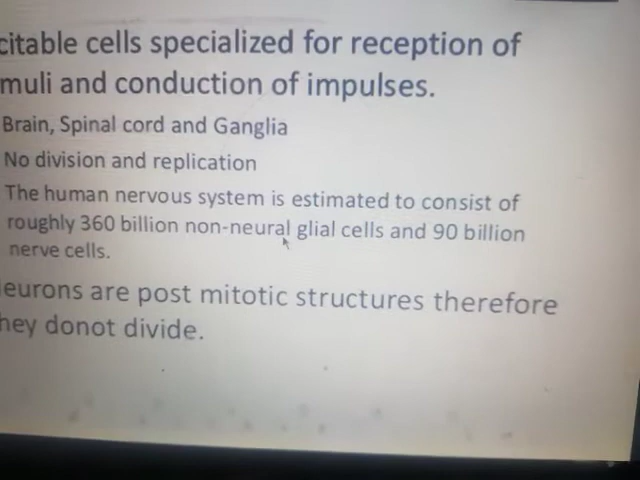 citable cells specialized for reception of
muli and conduction of impulses.
Brain, Spinal cord and Ganglia
No division and replication
The human nervous system is estimated to consist of
roughly 360 billion non-neural glial cells and 90 billion
nerve cells.
eurons are post mitotic structures therefore
hey donot divide.